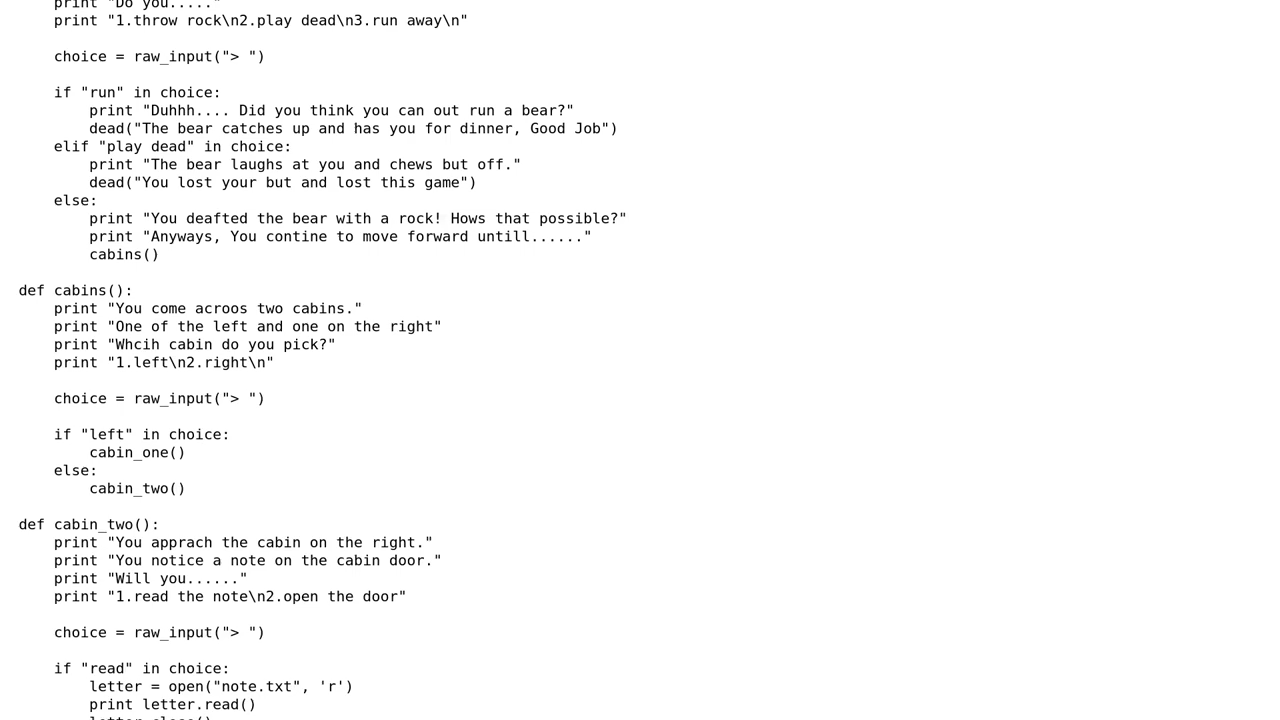 print "Do you....."
    print "1.throw rock\n2.play dead\n3.run away\n"

    choice = raw_input("> ")

    if "run" in choice:
        print "Duhhh.... Did you think you can out run a bear?"
        dead("The bear catches up and has you for dinner, Good Job")
    elif "play dead" in choice:
        print "The bear laughs at you and chews but off."
        dead("You lost your but and lost this game")
    else:
        print "You deafted the bear with a rock! Hows that possible?"
        print "Anyways, You contine to move forward untill......"
        cabins()

def cabins():
    print "You come acroos two cabins."
    print "One of the left and one on the right"
    print "Whcih cabin do you pick?"
    print "1.left\n2.right\n"

    choice = raw_input("> ")

    if "left" in choice:
        cabin_one()
    else:
        cabin_two()

def cabin_two():
    print "You apprach the cabin on the right."
    print "You notice a note on the cabin door."
    print "Will you......"
    print "1.read the note\n2.open the door"

    choice = raw_input("> ")

    if "read" in choice:
        letter = open("note.txt", 'r')
        print letter.read()
        letter.close()